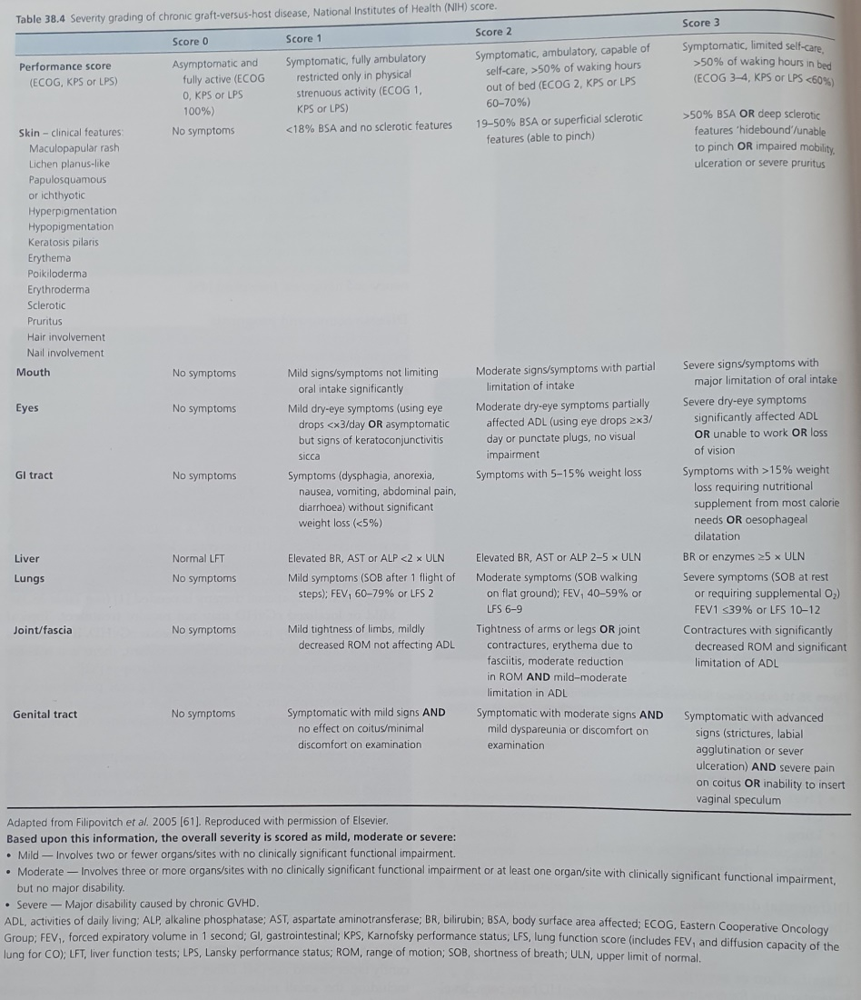 Table 38.4 Severity grading of chronic graft-versus-host disease, National Institutes of Health (NIH) score.
Score 0 Score 1 Score 2 Score 3
Performance score
(ECOG, KPS or LPS)
Asymptomatic and
fully active (ECOG
0, KPS or LPS
100%)
Symptomatic, fully ambulatory
restricted only in physical
strenuous activity (ECOG 1,
KPS or LPS)
Symptomatic, ambulatory, capable of
self-care, >50% of waking hours
out of bed (ECOG 2, KPS or LPS
60–70%)
Symptomatic, limited self-care,
>50% of waking hours in bed
(ECOG 3–4, KPS or LPS <60%)
Skin – clinical features:
Maculopapular rash
Lichen planus-like
Papulosquamous
or ichthyotic
Hyperpigmentation
Hypopigmentation
Keratosis pilaris
Erythema
Poikiloderma
Erythroderma
Sclerotic
Pruritus
Hair involvement
Nail involvement
No symptoms
<18% BSA and no sclerotic features
19–50% BSA or superficial sclerotic
features (able to pinch)
>50% BSA OR deep sclerotic
features 'hidebound'/unable
to pinch OR impaired mobility,
ulceration or severe pruritus
Mouth
No symptoms
Mild signs/symptoms not limiting
oral intake significantly
Moderate signs/symptoms with partial
limitation of intake
Severe signs/symptoms with
major limitation of oral intake
Eyes
No symptoms
Mild dry-eye symptoms (using eye
drops <x3/day OR asymptomatic
but signs of keratoconjunctivitis
sicca
Moderate dry-eye symptoms partially
affected ADL (using eye drops ≥x3/
day or punctate plugs, no visual
impairment
Severe dry-eye symptoms
significantly affected ADL
OR unable to work OR loss
of vision
GI tract
No symptoms
Symptoms (dysphagia, anorexia,
nausea, vomiting, abdominal pain,
diarrhoea) without significant
weight loss (<5%)
Symptoms with 5–15% weight loss
Symptoms with >15% weight
loss requiring nutritional
supplement from most calorie
needs OR oesophageal
dilatation
Liver
Normal LFT
Elevated BR, AST or ALP <2 × ULN
Elevated BR, AST or ALP 2–5 × ULN
BR or enzymes ≥5 × ULN
Lungs
No symptoms
Mild symptoms (SOB after 1 flight of
steps); FEV₁ 60–79% or LFS 2
Moderate symptoms (SOB walking
on flat ground); FEV₁ 40–59% or
LFS 6–9
Severe symptoms (SOB at rest
or requiring supplemental O₂)
FEV1 ≤39% or LFS 10–12
Joint/fascia
No symptoms
Mild tightness of limbs, mildly
decreased ROM not affecting ADL
Tightness of arms or legs OR joint
contractures, erythema due to
fasciitis, moderate reduction
in ROM AND mild–moderate
limitation in ADL
Contractures with significantly
decreased ROM and significant
limitation of ADL
Genital tract
No symptoms
Symptomatic with mild signs AND
no effect on coitus/minimal
discomfort on examination
Symptomatic with moderate signs AND
mild dyspareunia or discomfort on
examination
Symptomatic with advanced
signs (strictures, labial
agglutination or sever
ulceration) AND severe pain
on coitus OR inability to insert
vaginal speculum
Adapted from Filipovitch et al. 2005 [61]. Reproduced with permission of Elsevier.
Based upon this information, the overall severity is scored as mild, moderate or severe:
• Mild — Involves two or fewer organs/sites with no clinically significant functional impairment.
• Moderate — Involves three or more organs/sites with no clinically significant functional impairment or at least one organ/site with clinically significant functional impairment,
but no major disability.
• Severe — Major disability caused by chronic GVHD.
ADL, activities of daily living; ALP, alkaline phosphatase; AST, aspartate aminotransferase; BR, bilirubin; BSA, body surface area affected; ECOG, Eastern Cooperative Oncology
Group; FEV₁, forced expiratory volume in 1 second; GI, gastrointestinal; KPS, Karnofsky performance status; LFS, lung function score (includes FEV₁ and diffusion capacity of the
lung for CO); LFT, liver function tests; LPS, Lansky performance status; ROM, range of motion; SOB, shortness of breath; ULN, upper limit of normal.